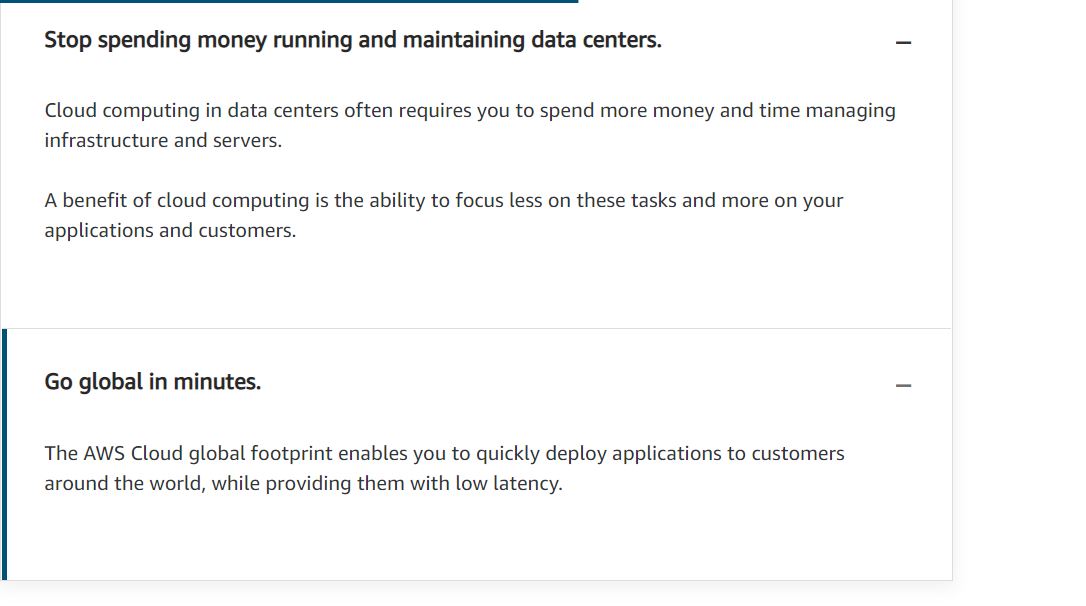 Stop spending money running and maintaining data centers.
Cloud computing in data centers often requires you to spend more money and time managing
infrastructure and servers.
A benefit of cloud computing is the ability to focus less on these tasks and more on your
applications and customers.
Go global in minutes.
The AWS Cloud global footprint enables you to quickly deploy applications to customers
around the world, while providing them with low latency.